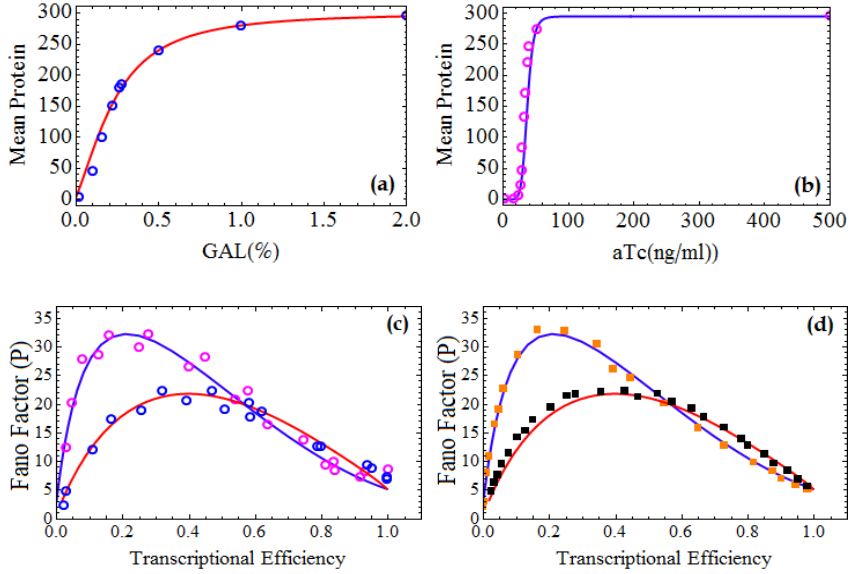 300
250
200
150
100
50
0
Mean Protein
(a)
0.0 0.5 1.0 1.5 2.0
GAL(%)
300
250
200
150
100
50
0
Mean Protein
(b)
0 100 200 300 400 500
aTc(ng/ml))
35
30
25
20
15
10
5
0
Fano Factor (P)
(c)
0.0 0.2 0.4 0.6 0.8 1.0
Transcriptional Efficiency
35
30
25
20
15
10
5
0
Fano Factor (P)
(d)
0.0 0.2 0.4 0.6 0.8 1.0
Transcriptional Efficiency